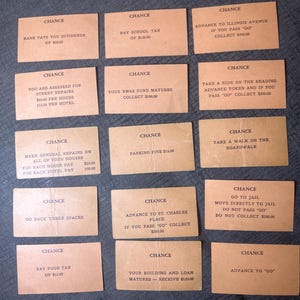 CHANCE
BANK PAYS YOU DIVIDEND
OF $50.00
CHANCE
PAY SCHOOL TAX
OF $150.00
CHANCE
ADVANCE TO ILLINOIS AVENUE
IF YOU PASS "GO"
COLLECT $200.00
CHANCE
YOU ARE ASSESSED FOR
STREET REPAIRS
PER HOUSE
PER HOTEL
CHANCE
YOUR XMAS FUND MATURES
COLLECT $100.00
CHANCE
TAKE A RIDE ON THE READING
ADVANCE TOKEN AND IF YOU
PASS "GO" COLLECT $200.00
CHANCE
MAKE GENERAL REPAIRS ON
ALL OF YOUR HOUSES
FOR EACH HOUSE PAY $25.00
FOR EACH HOTEL PAY 100.00
CHANCE
PARKING FINE $15.00
CHANCE
TAKE A WALK ON THE
BOARDWALK
CHANCE
GO BACK THREE SPACES
CHANCE
ADVANCE TO ST. CHARLES
PLACE
IF YOU PASS "GO" COLLECT
$200.00
CHANCE
GO TO JAIL
MOVE DIRECTLY TO JAIL
DO NOT PASS "GO"
DO NOT COLLECT $200.00
CHANCE
PAY POOR TAX
OF $12.00
CHANCE
YOUR BUILDING AND LOAN
MATURES — RECEIVE $150.00
CHANCE
ADVANCE TO "GO"